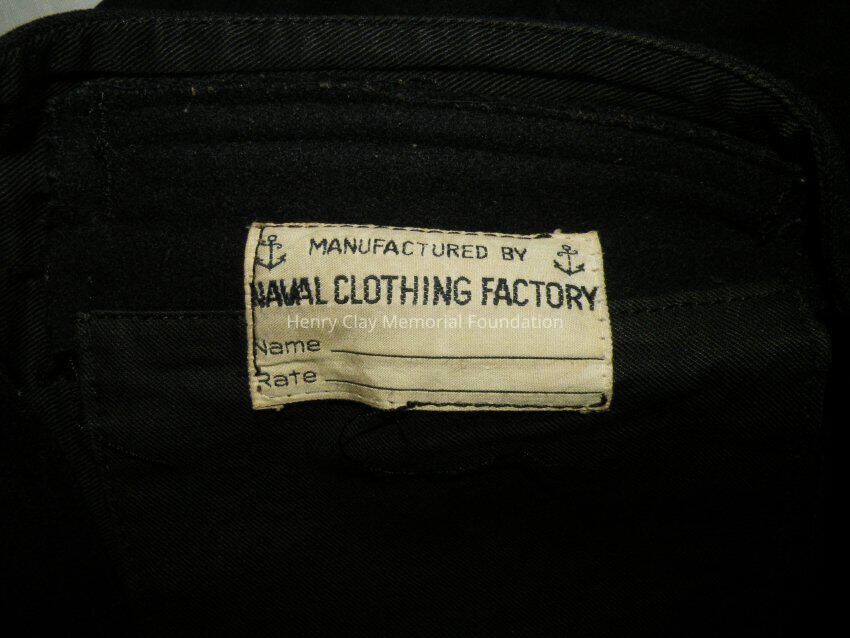 MANUFACTURED BY
NAVAL CLOTHING FACTORY
Henry Clay Memorial Foundation
Name
Rate